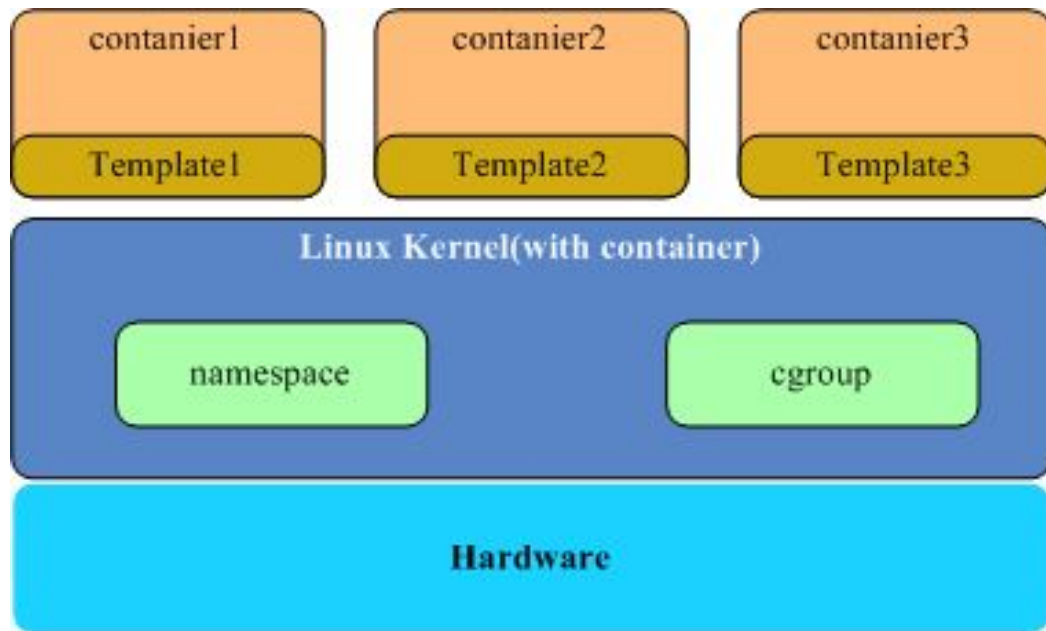 contanier1
contanier2
contanier3
Template1
Template2
Template3
Linux Kernel(with container)
namespace
cgroup
Hardware